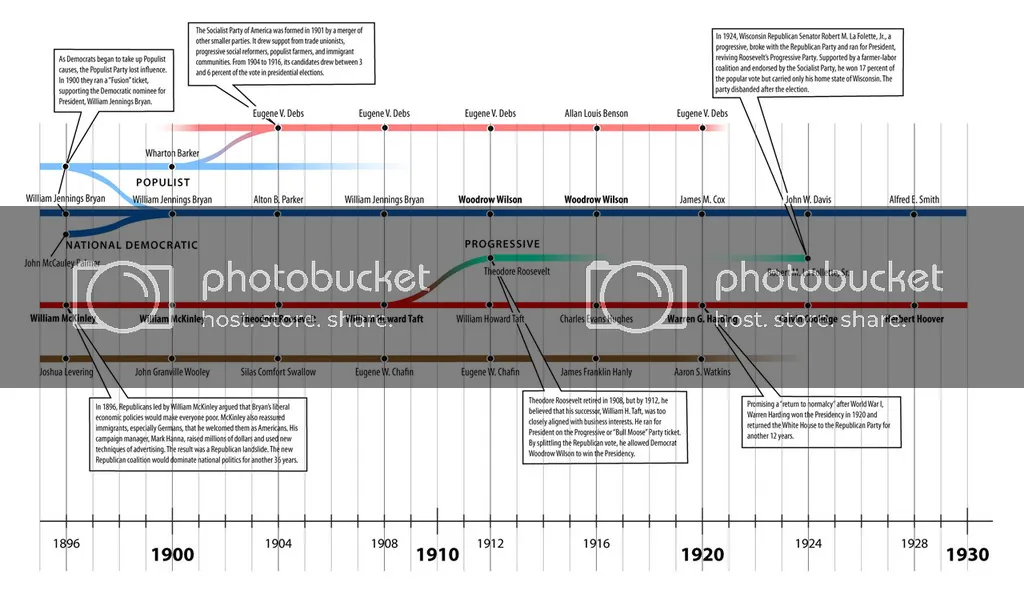 The Socialist Party of America was formed in 1901 by a merger of
other smaller parties. It drew suppot from trade unionists,
progressive social reformers, populist farmers, and immigrant
communities. From 1904 to 1916, its candidates drew between 3
and 6 percent of the vote in presidential elections.
In 1924, Wisconsin Republican Senator Robert M. La Folette, Jr., a
progressive, broke with the Republican Party and ran for President,
reviving Roosevelt's Progressive Party. Supported by a farmer-labor
coalition and endorsed by the Socialist Party, he won 17 percent of
the popular vote but carried only his home state of Wisconsin. The
party disbanded after the election.
As Democrats began to take up Populist
causes, the Populist Party lost influence.
In 1900 they ran a "Fusion" ticket,
supporting the Democratic nominee for
President, William Jennings Bryan.
Eugene V. Debs Eugene V. Debs Eugene V. Debs Allan Louis Benson Eugene V. Debs
Wharton Barker
POPULIST
William Jennings Bryan William Jennings Bryan Alton B. Parker William Jennings Bryan Woodrow Wilson Woodrow Wilson James M. Cox John W. Davis Alfred E. Smith
NATIONAL DEMOCRATIC
PROGRESSIVE
John McCauley Palmer
Theodore Roosevelt
Robert M. La Follette, Sr.
photobucket photobucket
host. store. share. host. store. share.
William McKinley William McKinley Theodore Roosevelt William Howard Taft William Howard Taft Charles Evans Hughes Warren G. Harding Calvin Coolidge Herbert Hoover
Joshua Levering John Granville Wooley Silas Comfort Swallow Eugene W. Chafin Eugene W. Chafin James Franklin Hanly Aaron S. Watkins
In 1896, Republicans led by William McKinley argued that Bryan's liberal
economic policies would make everyone poor. McKinley also reassured
immigrants, especially Germans, that he welcomed them as Americans. His
campaign manager, Mark Hanna, raised millions of dollars and used new
techniques of advertising. The result was a Republican landslide. The new
Republican coalition would dominate national politics for another 36 years.
Theodore Roosevelt retired in 1908, but by 1912, he
believed that his successor, William H. Taft, was too
closely aligned with business interests. He ran for
President on the Progressive or "Bull Moose" Party ticket.
By splitting the Republican vote, he allowed Democrat
Woodrow Wilson to win the Presidency.
Promising a "return to normalcy" after World War I,
Warren Harding won the Presidency in 1920 and
returned the White House to the Republican Party for
another 12 years.
1896 1900 1904 1908 1910 1912 1916 1920 1924 1928 1930